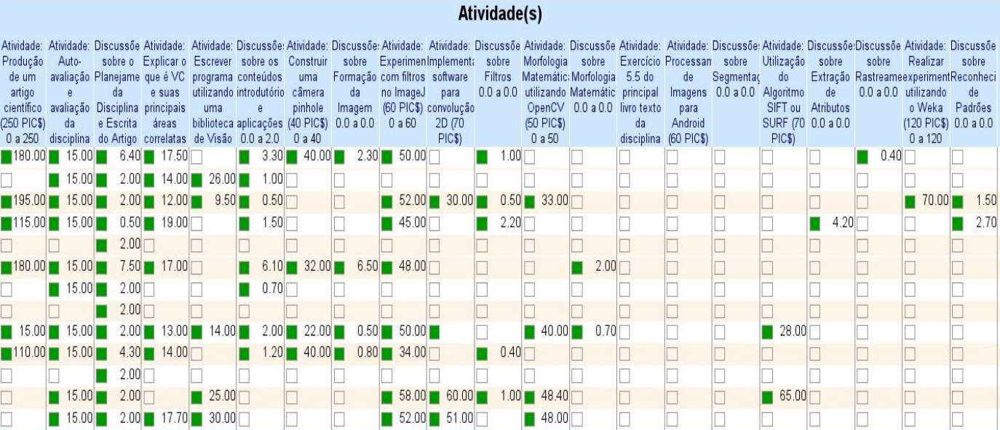 Atividade(s)
Atividade:
Produção
de um
artigo
científico
(250 PIC$)
0 a 250
Atividade:
Auto-
avaliação
e
avaliação
da
disciplina
Discussõe
sobre o
Planejame
da
Disciplina
e Escrita
do Artigo
Atividade:
Explicar o
que é VC
e suas
principais
áreas
correlatas
Atividade:
Escrever
programa
utilizando
uma
biblioteca
de Visão
Discussõe
sobre os
conteúdos
introdutório
e
aplicações
0.0 a 2.0
Atividade:
Construir
uma
câmera
pinhole
(40 PIC$)
0 a 40
Discussõe
sobre
Formação
da
Imagem
0.0 a 0.0
Atividade:
Experimen
com filtros
no ImageJ
(60 PIC$)
0 a 60
Atividade:
Implementa
software
para
convolução
2D (70
PIC$)
Discussõe
sobre
Filtros
0.0 a 0.0
Atividade:
Morfologia
Matemátic
utilizando
OpenCV
(50 PIC$)
0 a 50
Discussõe
sobre
Morfologia
Matemátic
0.0 a 0.0
Atividade:
Exercício
5.5 do
principal
livro texto
da
disciplina
Atividade:
Processam
de
Imagens
para
Android
(60 PIC$)
Discussõe
sobre
Segmentaç
0.0 a 0.0
Atividade:
Utilização
do
Algoritmo
SIFT ou
SURF (70
PIC$)
Discussõe
sobre
Extração
de
Atributos
0.0 a 0.0
Discussõe
sobre
Rastreame
0.0 a 0.0
Atividade:
Realizar
experiment
utilizando
o Weka
(120 PIC$)
0 a 120
Discussõe
sobre
Reconheci
de
Padrões
0.0 a 0.0
180.00 15.00 6.40 17.50 3.30 40.00 2.30 50.00 1.00 0.40
15.00 2.00 14.00 26.00 1.00
195.00 15.00 2.00 12.00 9.50 0.50 52.00 30.00 0.50 33.00 70.00 1.50
115.00 15.00 0.50 19.00 1.50 45.00 2.20 4.20 2.70
2.00
180.00 15.00 7.50 17.00 6.10 32.00 6.50 48.00 2.00
15.00 2.00 0.70
2.00
15.00 15.00 2.00 13.00 14.00 2.00 22.00 0.50 50.00 40.00 0.70 28.00
110.00 15.00 4.30 14.00 1.20 40.00 0.80 34.00 0.40
2.00
15.00 2.00 25.00 58.00 60.00 1.00 48.40 65.00
15.00 2.00 17.70 30.00 52.00 51.00 48.00